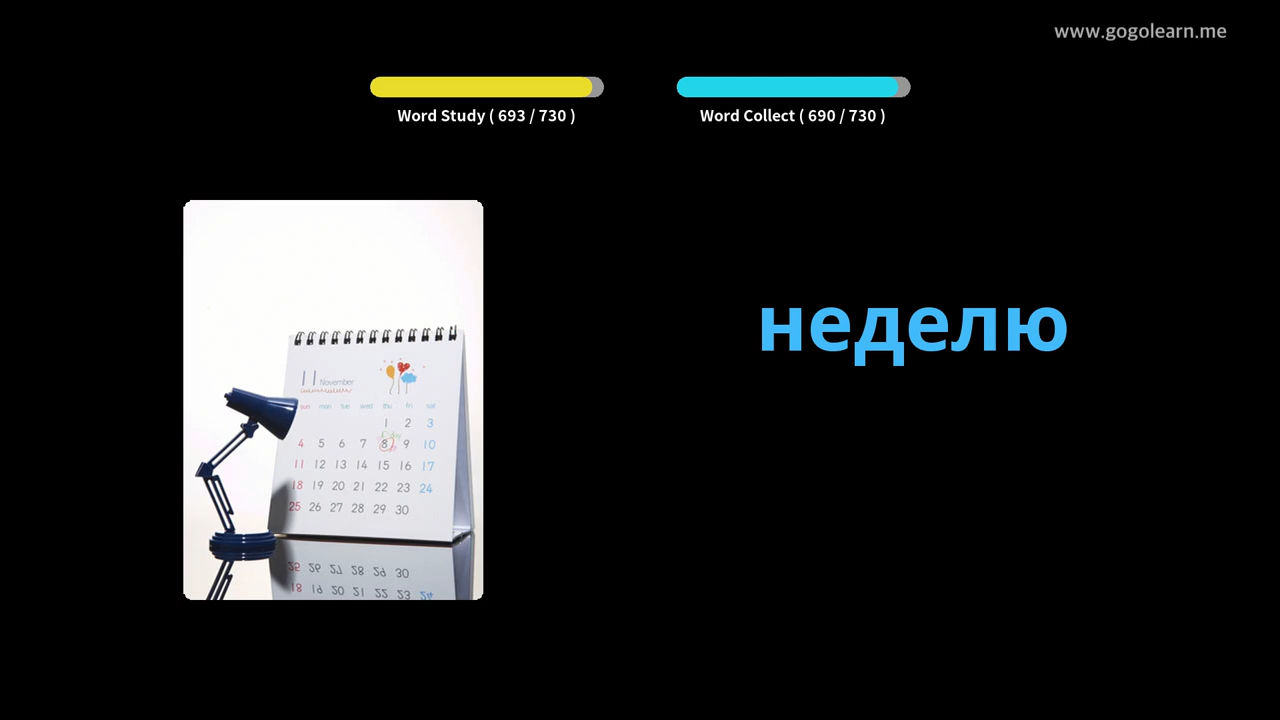 www.gogolearn.me
Word Study ( 693 / 730 )
Word Collect ( 690 / 730 )
неделю
11 November
sun mon tue wed thu fri sat
1 2 3
4 5 6 7 8 9 10
11 12 13 14 15 16 17
18 19 20 21 22 23 24
25 26 27 28 29 30